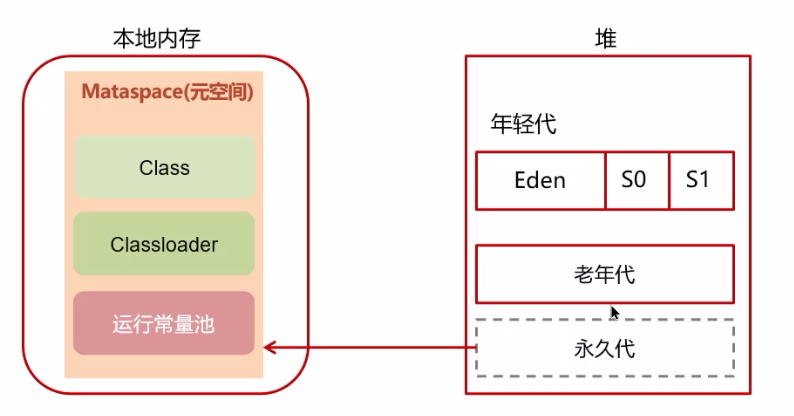 本地内存
Mataspace(元空间)
Class
Classloader
运行常量池
堆
年轻代
Eden
S0
S1
老年代
永久代